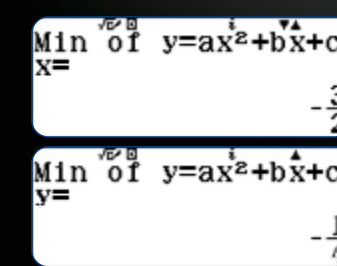 Min of y=ax²+bx+c
x=
Min of y=ax²+bx+c
y=